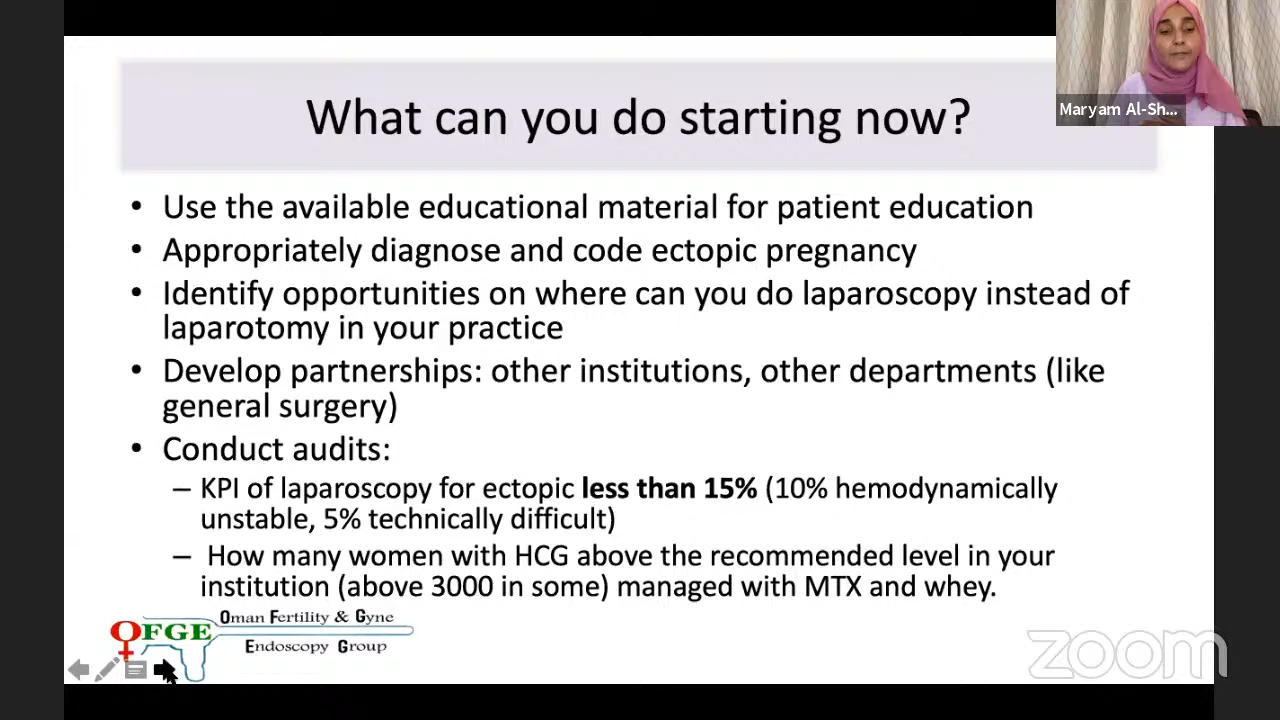 What can you do starting now?
Maryam Al-Sh...
• Use the available educational material for patient education
• Appropriately diagnose and code ectopic pregnancy
• Identify opportunities on where can you do laparoscopy instead of
laparotomy in your practice
• Develop partnerships: other institutions, other departments (like
general surgery)
• Conduct audits:
– KPI of laparoscopy for ectopic less than 15% (10% hemodynamically
unstable, 5% technically difficult)
– How many women with HCG above the recommended level in your
institution (above 3000 in some) managed with MTX and whey.
OFGE
Oman Fertility & Gyne
Endoscopy Group
zoom